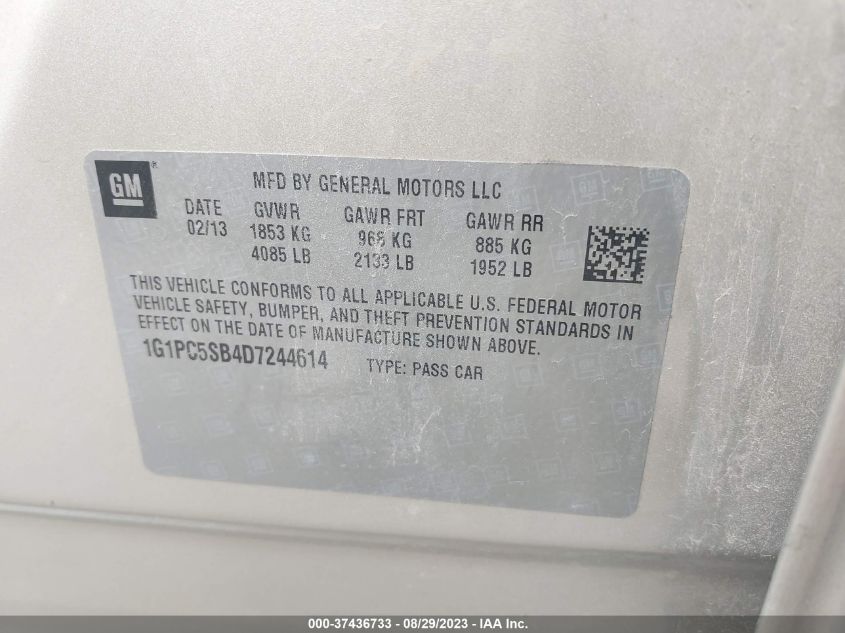 GM
MFD BY GENERAL MOTORS LLC
DATE GVWR GAWR FRT GAWR RR
02/13 1853 KG 968 KG 885 KG
4085 LB 2133 LB 1952 LB
THIS VEHICLE CONFORMS TO ALL APPLICABLE U.S. FEDERAL MOTOR
VEHICLE SAFETY, BUMPER, AND THEFT PREVENTION STANDARDS IN
EFFECT ON THE DATE OF MANUFACTURE SHOWN ABOVE.
1G1PC5SB4D7244614 TYPE: PASS CAR
000-37436733 - 08/29/2023 - IAA Inc.